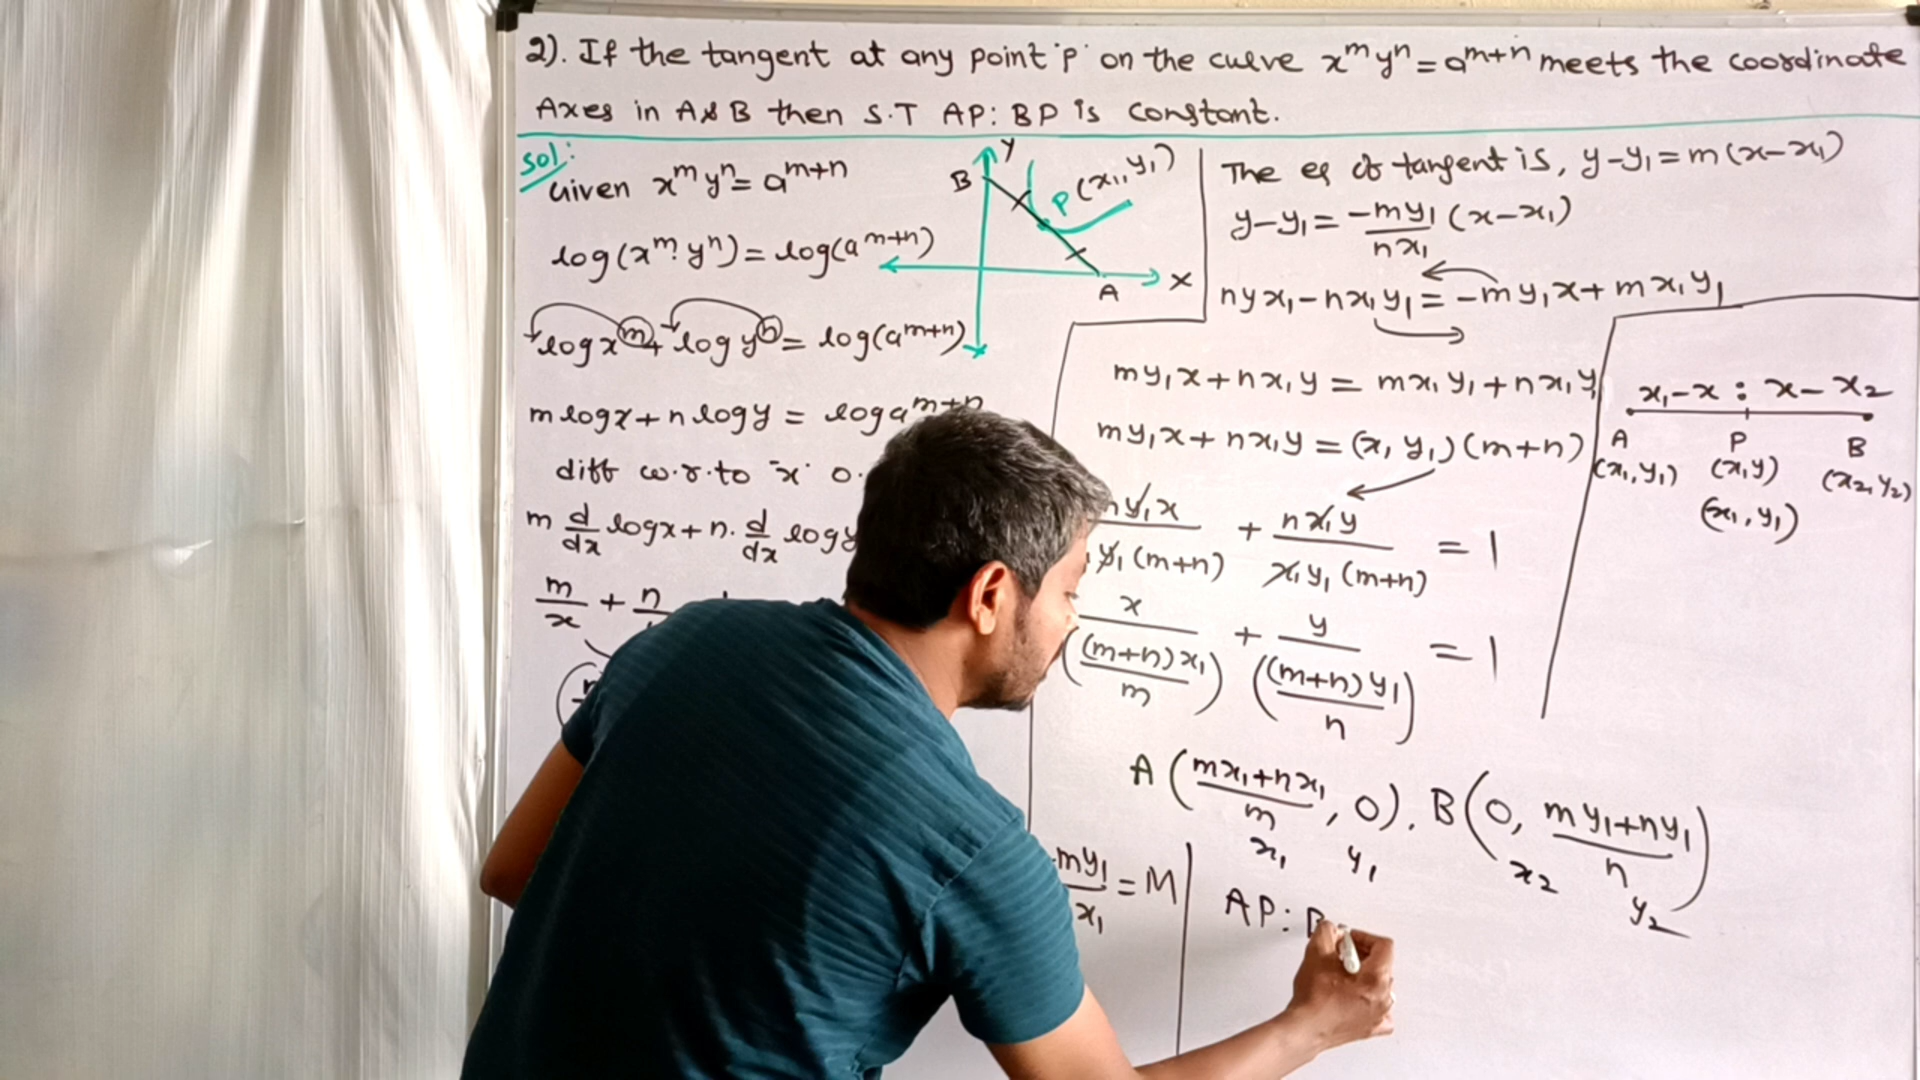 2). If the tangent at any point 'P' on the curve x^m y^n = a^m+n meets the coordinate
Axes in A & B then S.T AP : BP is constant.
Sol:
Given x^m y^n = a^m+n
log(x^m . y^n) = log(a^m+n)
log x^m + log y^n = log(a^m+n)
m log x + n log y = log a^m+n
diff w.r.to 'x'
m d/dx log x + n. d/dx log y
m/x + n
Y
B
P (x₁, y₁)
A
X
The eq of tangent is, y-y₁ = m(x-x₁)
y-y₁ = -my₁/nx₁ (x-x₁)
nyx₁ - nx₁y₁ = -my₁x + mx₁y₁
my₁x + nx₁y = mx₁y₁ + nx₁y₁
my₁x + nx₁y = (x₁ y₁)(m+n)
y₁x / y₁(m+n) + nx₁y / x₁y₁(m+n) = 1
x / ((m+n)x₁/m) + y / ((m+n)y₁/n) = 1
A (mx₁+nx₁/m, 0). B (0, my₁+ny₁/n)
x₁ y₁ x₂ y₂
my₁/x₁ = M
AP :
x₁-x : x-x₂
A P B
(x₁,y₁) (x,y) (x₂,y₂)
(x₁, y₁)